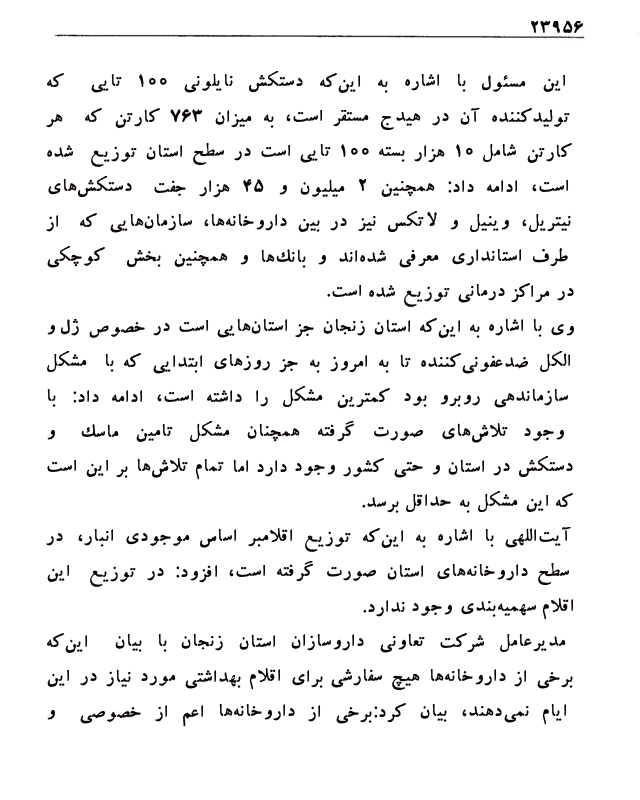 ۲۳۹۵۶
این مسئول با اشاره به این‌که دستکش نایلونی ۱۰۰ تایی که
تولیدکننده آن در هیدج مستقر است، به میزان ۷۶۳ کارتن که هر
کارتن شامل ۱۰ هزار بسته ۱۰۰ تایی است در سطح استان توزیع شده
است، ادامه داد: همچنین ۲ میلیون و ۴۵ هزار جفت دستکش‌های
نیتریل، وینیل و لاتکس نیز در بین داروخانه‌ها، سازمان‌هایی که از
طرف استانداری معرفی شده‌اند و بانك‌ها و همچنین بخش کوچکی
در مراکز درمانی توزیع شده است.
وی با اشاره به این‌که استان زنجان جز استان‌هایی است در خصوص ژل و
الکل ضدعفونی‌کننده تا به امروز به جز روزهای ابتدایی که با مشکل
سازماندهی روبرو بود کمترین مشکل را داشته است، ادامه داد: با
وجود تلاش‌های صورت گرفته همچنان مشکل تامین ماسك و
دستکش در استان و حتی کشور وجود دارد اما تمام تلاش‌ها بر این است
که این مشکل به حداقل برسد.
آیت‌اللهی با اشاره به این‌که توزیع اقلامبر اساس موجودی انبار، در
سطح داروخانه‌های استان صورت گرفته است، افزود: در توزیع این
اقلام سهمیه‌بندی وجود ندارد.
مدیرعامل شرکت تعاونی داروسازان استان زنجان با بیان این‌که
برخی از داروخانه‌ها هیچ سفارشی برای اقلام بهداشتی مورد نیاز در این
ایام نمی‌دهند، بیان کرد:برخی از داروخانه‌ها اعم از خصوصی و